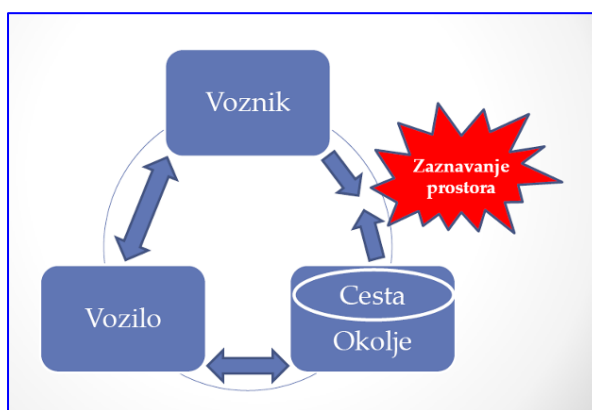 Voznik
Zaznavanje
prostora
Vozilo
Cesta
Okolje